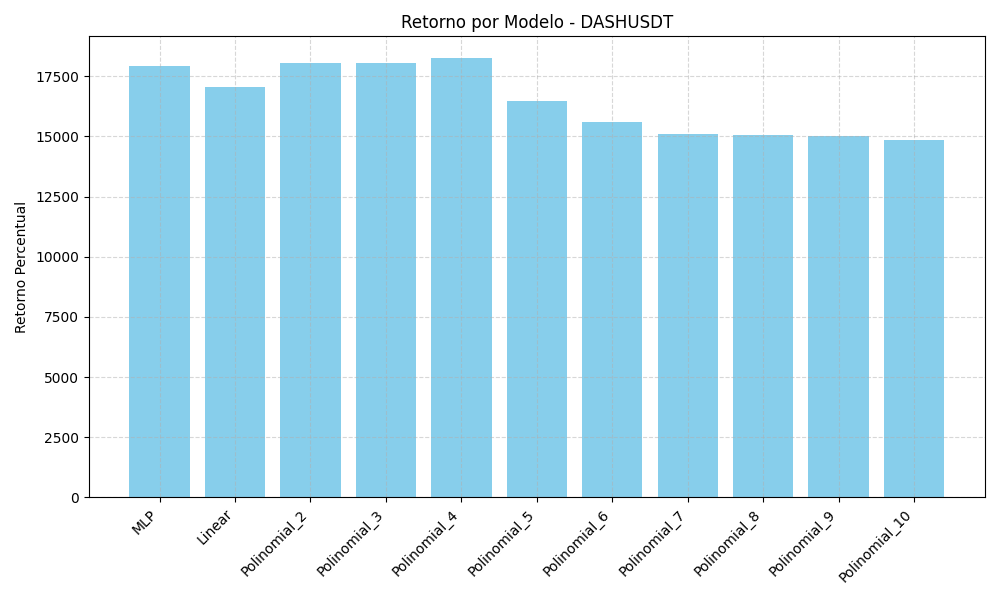 Retorno por Modelo - DASHUSDT
Retorno Percentual
17500
15000
12500
10000
7500
5000
2500
0
MLP
Linear
Polinomial_2
Polinomial_3
Polinomial_4
Polinomial_5
Polinomial_6
Polinomial_7
Polinomial_8
Polinomial_9
Polinomial_10